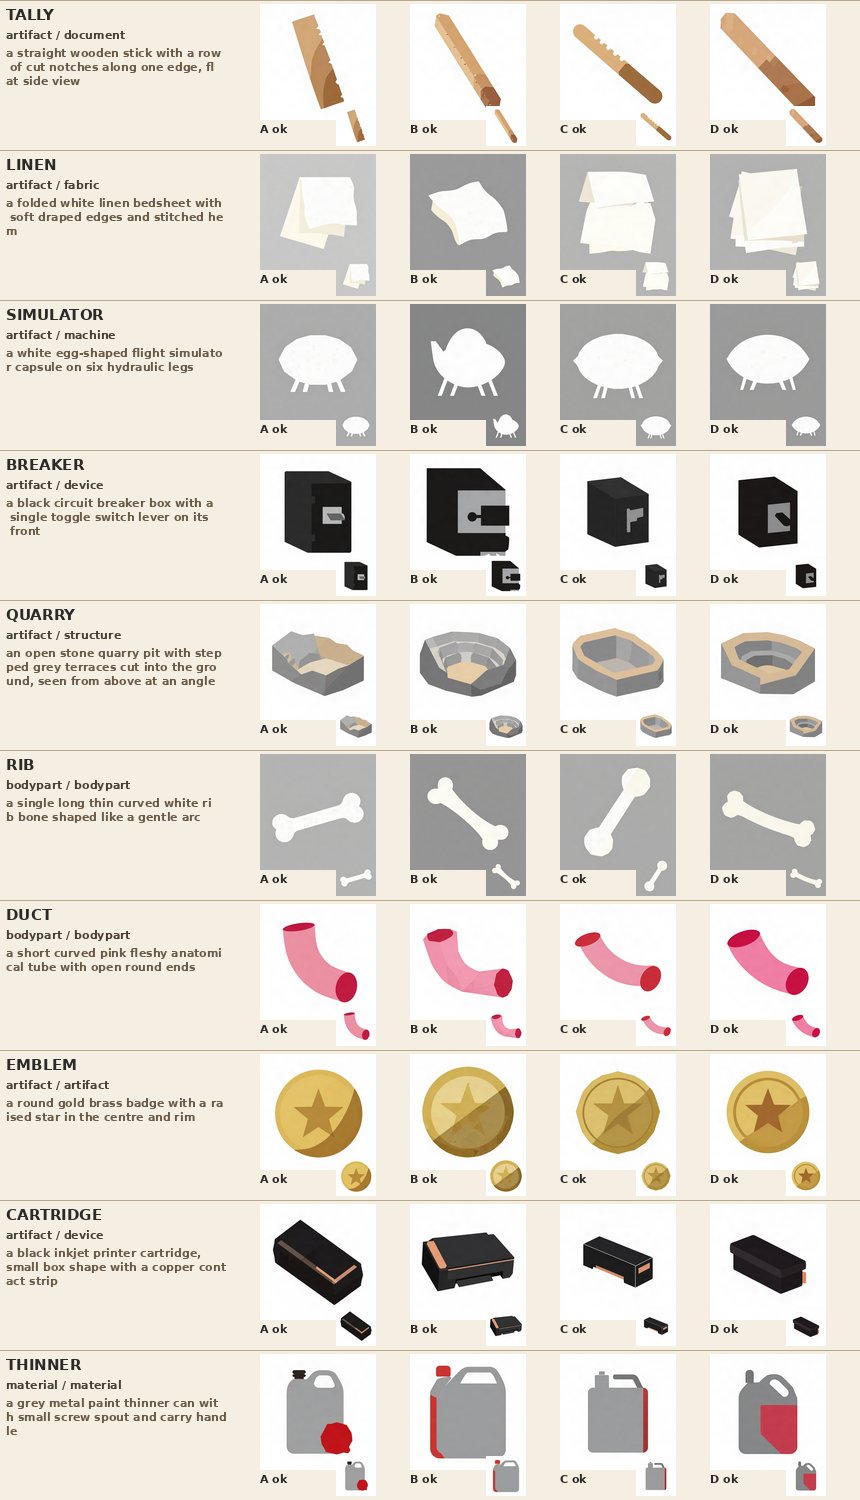 TALLY
artifact / document
a straight wooden stick with a row
of cut notches along one edge, fl
at side view
A ok B ok C ok D ok
LINEN
artifact / fabric
a folded white linen bedsheet with
soft draped edges and stitched he
m
A ok B ok C ok D ok
SIMULATOR
artifact / machine
a white egg-shaped flight simulato
r capsule on six hydraulic legs
A ok B ok C ok D ok
BREAKER
artifact / device
a black circuit breaker box with a
single toggle switch lever on its
front
A ok B ok C ok D ok
QUARRY
artifact / structure
an open stone quarry pit with step
ped grey terraces cut into the gro
und, seen from above at an angle
A ok B ok C ok D ok
RIB
bodypart / bodypart
a single long thin curved white ri
b bone shaped like a gentle arc
A ok B ok C ok D ok
DUCT
bodypart / bodypart
a short curved pink fleshy anatomi
cal tube with open round ends
A ok B ok C ok D ok
EMBLEM
artifact / artifact
a round gold brass badge with a ra
ised star in the centre and rim
A ok B ok C ok D ok
CARTRIDGE
artifact / device
a black inkjet printer cartridge,
small box shape with a copper cont
act strip
A ok B ok C ok D ok
THINNER
material / material
a grey metal paint thinner can wit
h small screw spout and carry hand
le
A ok B ok C ok D ok